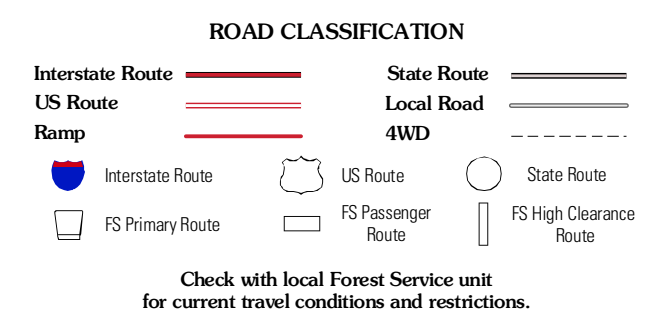 ROAD CLASSIFICATION
Interstate Route
State Route
US Route
Local Road
Ramp
4WD
Interstate Route
US Route
State Route
FS Primary Route
FS Passenger
Route
FS High Clearance
Route
Check with local Forest Service unit
for current travel conditions and restrictions.